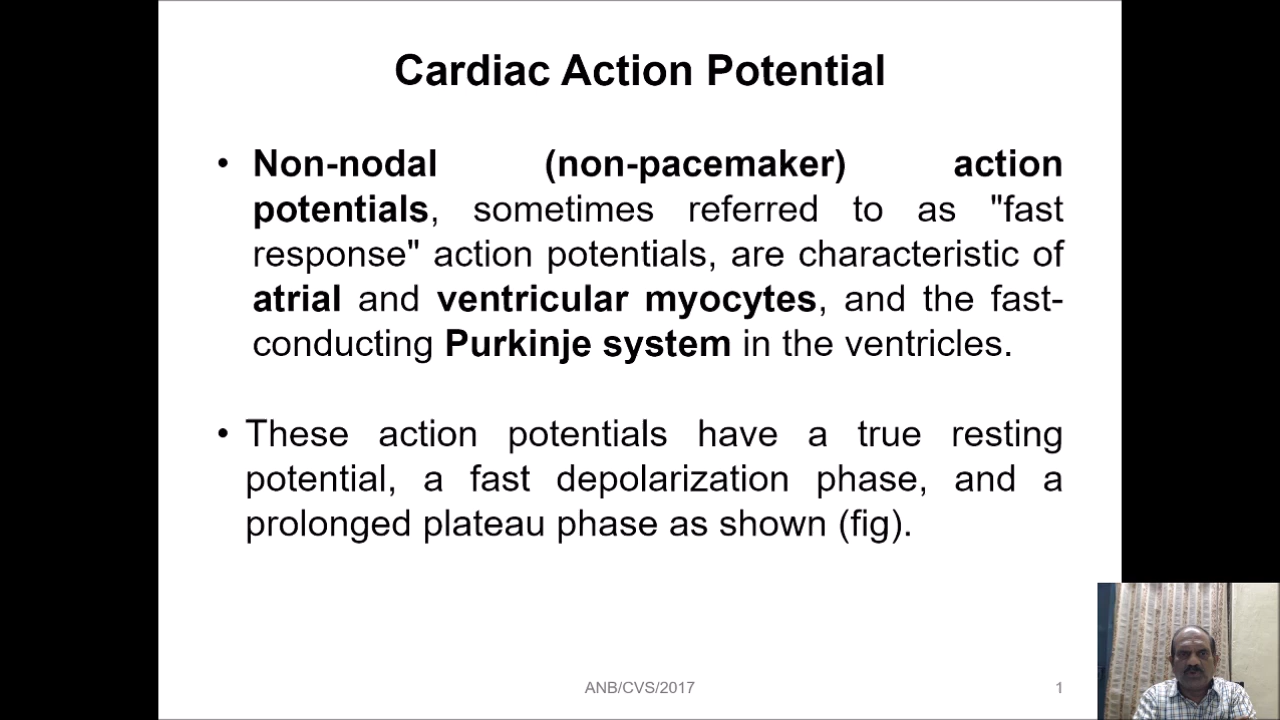 Cardiac Action Potential
• Non-nodal (non-pacemaker) action
potentials, sometimes referred to as "fast
response" action potentials, are characteristic of
atrial and ventricular myocytes, and the fast-
conducting Purkinje system in the ventricles.
• These action potentials have a true resting
potential, a fast depolarization phase, and a
prolonged plateau phase as shown (fig).
ANB/CVS/2017
1